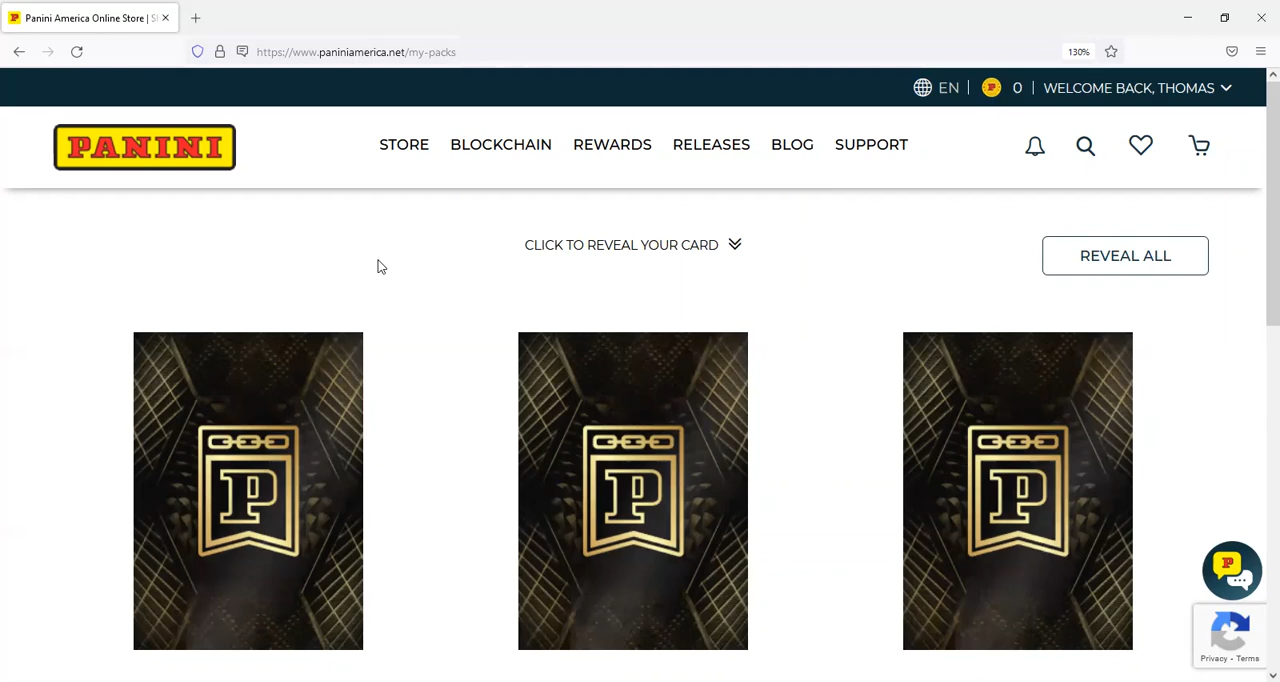 Panini America Online Store | S
https://www.paniniamerica.net/my-packs
130%
EN | 0 | WELCOME BACK, THOMAS
PANINI
STORE BLOCKCHAIN REWARDS RELEASES BLOG SUPPORT
CLICK TO REVEAL YOUR CARD
REVEAL ALL
P
P
P
P
Privacy - Terms